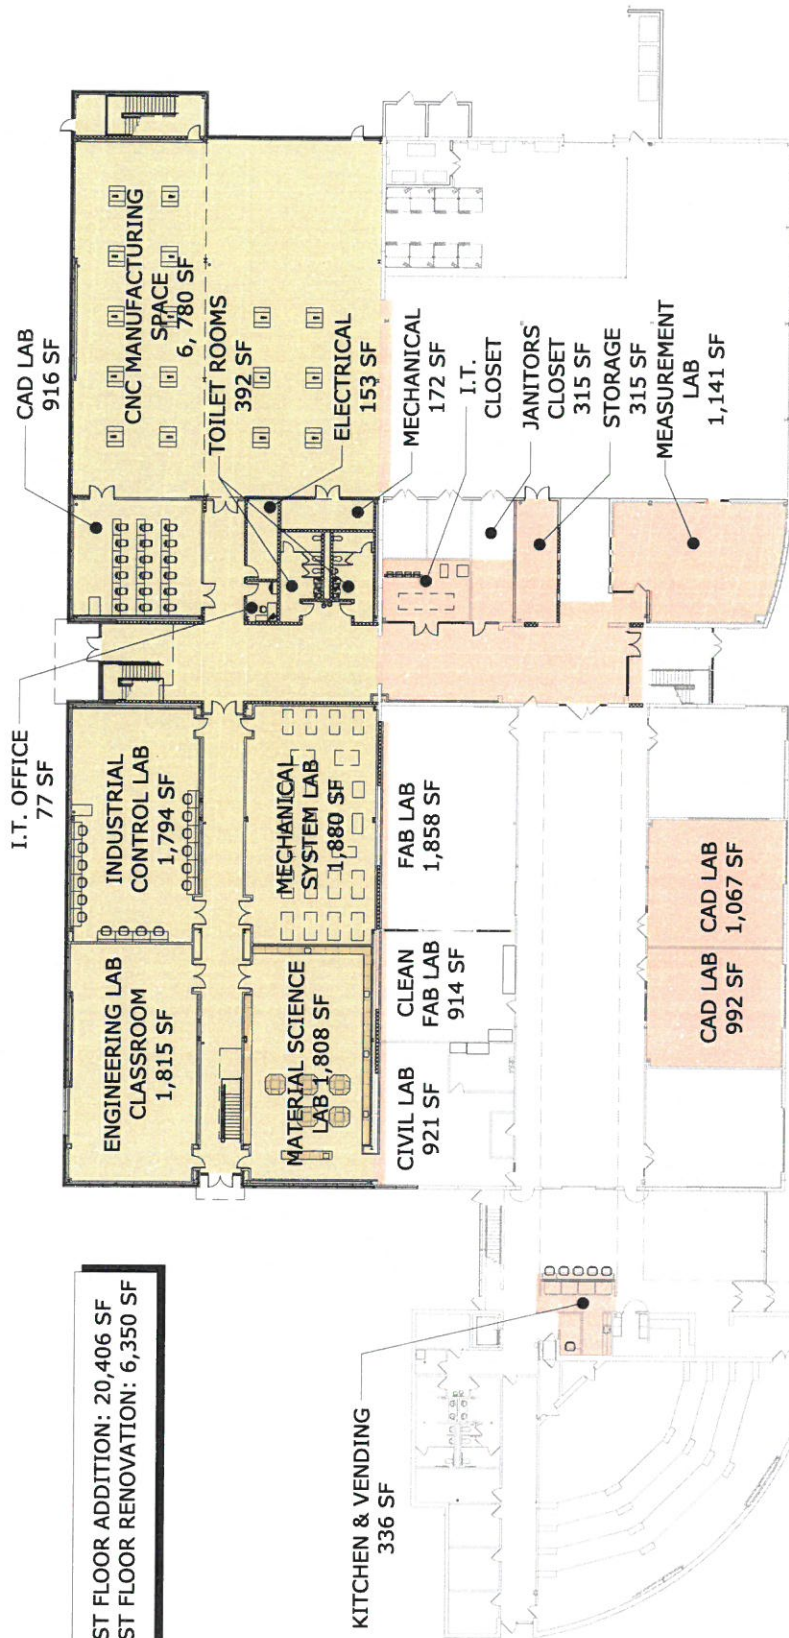 ST FLOOR ADDITION: 20,406 SF
ST FLOOR RENOVATION: 6,350 SF
I.T. OFFICE
77 SF
CAD LAB
916 SF
ENGINEERING LAB
CLASSROOM
1,815 SF
INDUSTRIAL
CONTROL LAB
1,794 SF
CNC MANUFACTURING
SPACE
6, 780 SF
TOILET ROOMS
392 SF
MATERIAL SCIENCE
LAB 1,808 SF
MECHANICAL
SYSTEM LAB
1,880 SF
ELECTRICAL
153 SF
MECHANICAL
172 SF
CIVIL LAB
921 SF
CLEAN
FAB LAB
914 SF
FAB LAB
1,858 SF
I.T.
CLOSET
JANITORS
CLOSET
315 SF
STORAGE
315 SF
KITCHEN & VENDING
336 SF
MEASUREMENT
LAB
1,141 SF
CAD LAB
992 SF
CAD LAB
1,067 SF